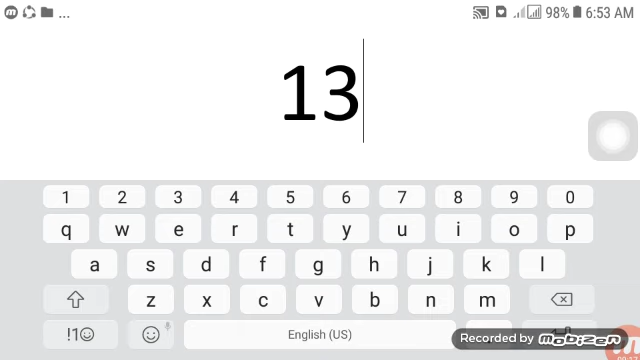 ... 98% 6:53 AM
13
1 2 3 4 5 6 7 8 9 0
q w e r t y u i o p
a s d f g h j k l
z x c v b n m
!1☺ English (US)
Recorded by mobizen